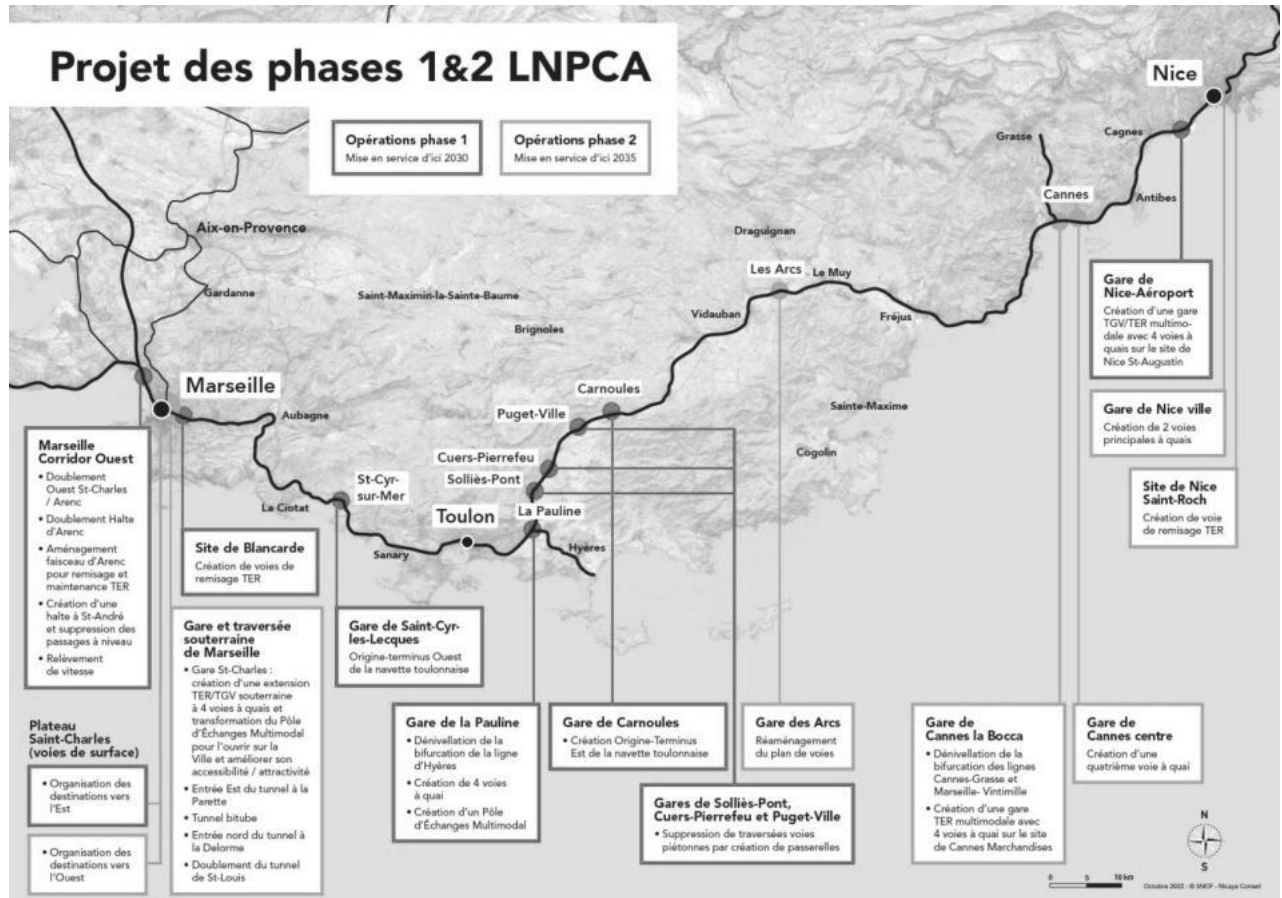 Projet des phases 1&2 LNPCA
Opérations phase 1
Mise en service d'ici 2030
Opérations phase 2
Mise en service d'ici 2035
Nice
Grasse
Cagnes
Cannes
Antibes
Aix-en-Provence
Draguignan
Les Arcs
Le Muy
Gardanne
Saint-Maximin-la-Sainte-Baume
Vidauban
Fréjus
Brignoles
Marseille
Carnoules
Aubagne
Puget-Ville
Sainte-Maxime
Cuers-Pierrefeu
Cogolin
Solliès-Pont
St-Cyr-
sur-Mer
La Ciotat
Toulon
La Pauline
Sanary
Hyères
Marseille
Corridor Ouest
• Doublement
Ouest St-Charles
/ Arenc
• Doublement Halte
d'Arenc
• Aménagement
faisceau d'Arenc
pour remisage et
maintenance TER
• Création d'une
halte à St-André
et suppression des
passages à niveau
• Relèvement
de vitesse
Plateau
Saint-Charles
(voies de surface)
• Organisation des
destinations vers
l'Est
• Organisation des
destinations vers
l'Ouest
Site de Blancarde
Création de voies de
remisage TER
Gare et traversée
souterraine
de Marseille
• Gare St-Charles :
création d'une extension
TER/TGV souterraine
à 4 voies à quais et
transformation du Pôle
d'Échanges Multimodal
pour l'ouvrir sur la
Ville et améliorer son
accessibilité / attractivité
• Entrée Est du tunnel à la
Parette
• Tunnel bitube
• Entrée nord du tunnel à
la Delorme
• Doublement du tunnel
de St-Louis
Gare de Saint-Cyr-
les-Lecques
Origine-terminus Ouest
de la navette toulonnaise
Gare de la Pauline
• Dénivellation de la
bifurcation de la ligne
d'Hyères
• Création de 4 voies
à quai
• Création d'un Pôle
d'Échanges Multimodal
Gare de Carnoules
• Création Origine-Terminus
Est de la navette toulonnaise
Gares de Solliès-Pont,
Cuers-Pierrefeu et Puget-Ville
• Suppression de traversées voies
piétonnes par création de passerelles
Gare des Arcs
Réaménagement
du plan de voies
Gare de
Cannes la Bocca
• Dénivellation de la
bifurcation des lignes
Cannes-Grasse et
Marseille- Vintimille
• Création d'une gare
TER multimodale avec
4 voies à quai sur le site
de Cannes Marchandises
Gare de
Cannes centre
Création d'une
quatrième voie à quai
Gare de
Nice-Aéroport
Création d'une gare
TGV/TER multimo-
dale avec 4 voies à
quais sur le site de
Nice St-Augustin
Gare de Nice ville
Création de 2 voies
principales à quais
Site de Nice
Saint-Roch
Création de voie
de remisage TER
N
S
0 5 10 km
Octobre 2022 - © SNCF - Nicaya Conseil